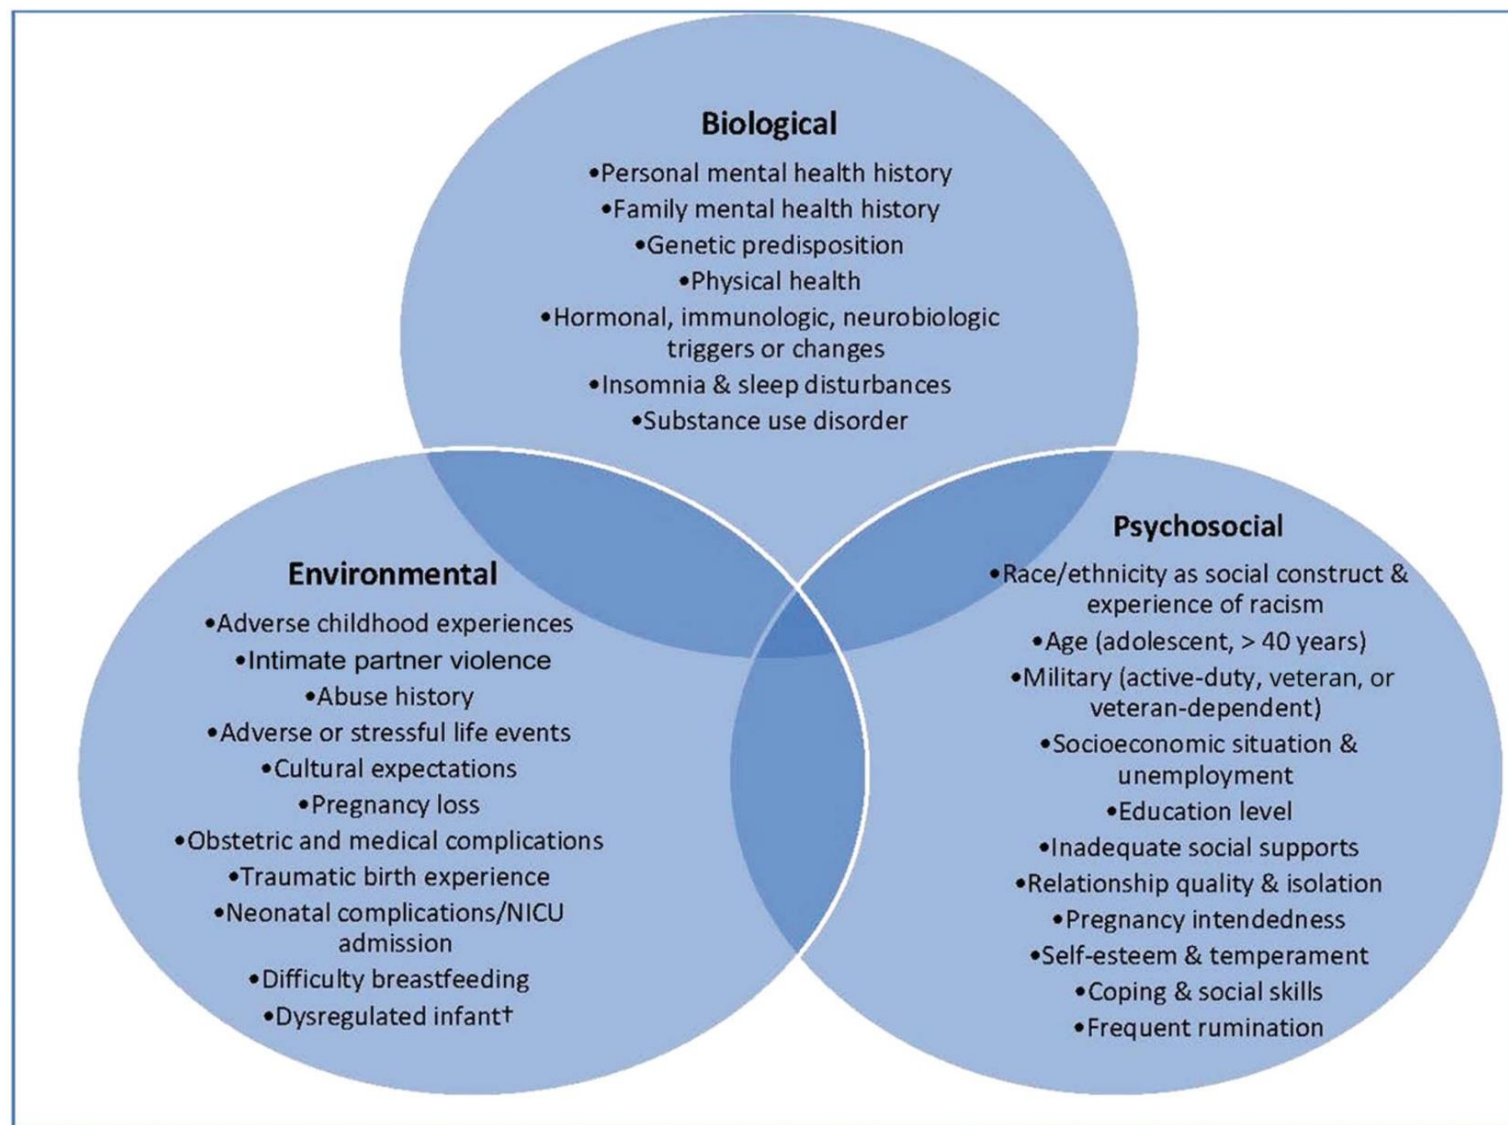 Biological
•Personal mental health history
•Family mental health history
•Genetic predisposition
•Physical health
•Hormonal, immunologic, neurobiologic
triggers or changes
•Insomnia & sleep disturbances
•Substance use disorder
Environmental
•Adverse childhood experiences
•Intimate partner violence
•Abuse history
•Adverse or stressful life events
•Cultural expectations
•Pregnancy loss
•Obstetric and medical complications
•Traumatic birth experience
•Neonatal complications/NICU
admission
•Difficulty breastfeeding
•Dysregulated infant†
Psychosocial
•Race/ethnicity as social construct &
experience of racism
•Age (adolescent, > 40 years)
•Military (active-duty, veteran, or
veteran-dependent)
•Socioeconomic situation &
unemployment
•Education level
•Inadequate social supports
•Relationship quality & isolation
•Pregnancy intendedness
•Self-esteem & temperament
•Coping & social skills
•Frequent rumination